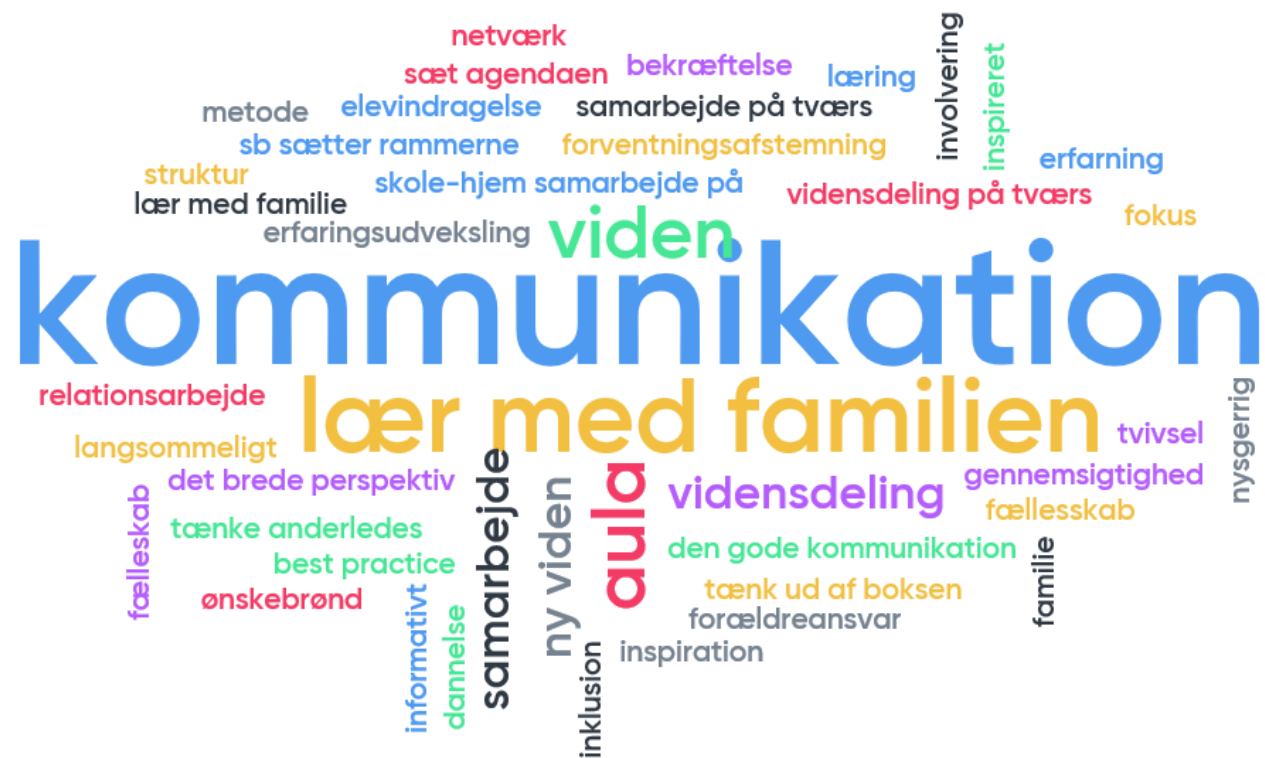 netværk
sæt agendaen
bekræftelse
læring
involvering
inspireret
metode
elevindragelse
samarbejde på tværs
sb sætter rammerne
forventningsafstemning
erfarning
struktur
skole-hjem samarbejde på
vidensdeling på tværs
lær med familie
fokus
erfaringsudveksling
viden
kommunikation
relationsarbejde
lær med familien
tvivsel
nysgerrig
langsommeligt
det brede perspektiv
samarbejde
ny viden
aula
vidensdeling
gennemsigtighed
fælleskab
fællesskab
tænke anderledes
den gode kommunikation
familie
best practice
tænk ud af boksen
ønskebrønd
forældreansvar
informativt
dannelse
inklusion
inspiration